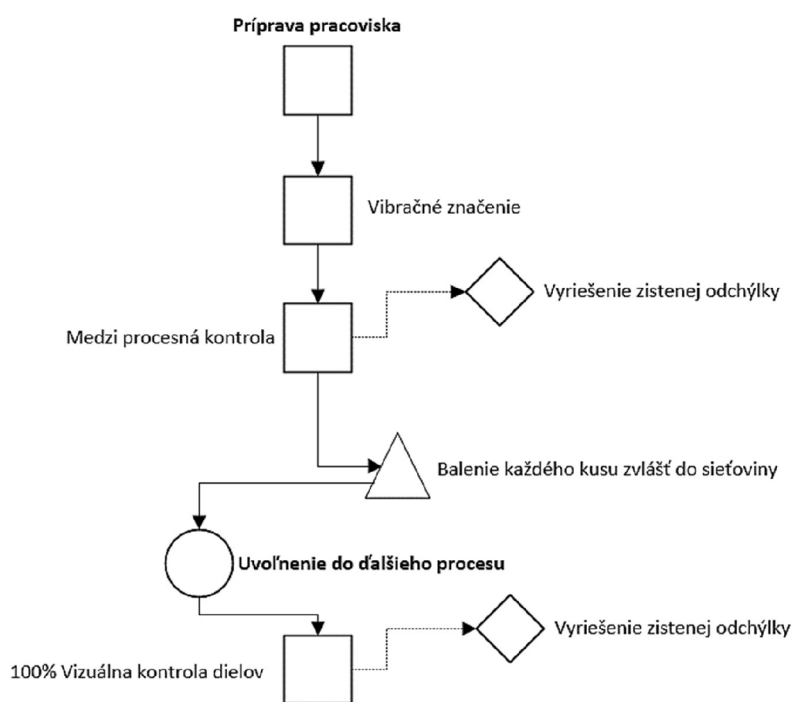 Príprava pracoviska
Vibračné značenie
Vyriešenie zistenej odchýlky
Medzi procesná kontrola
Balenie každého kusu zvlášť do sieťoviny
Uvoľnenie do ďalšieho procesu
Vyriešenie zistenej odchýlky
100% Vizuálna kontrola dielov